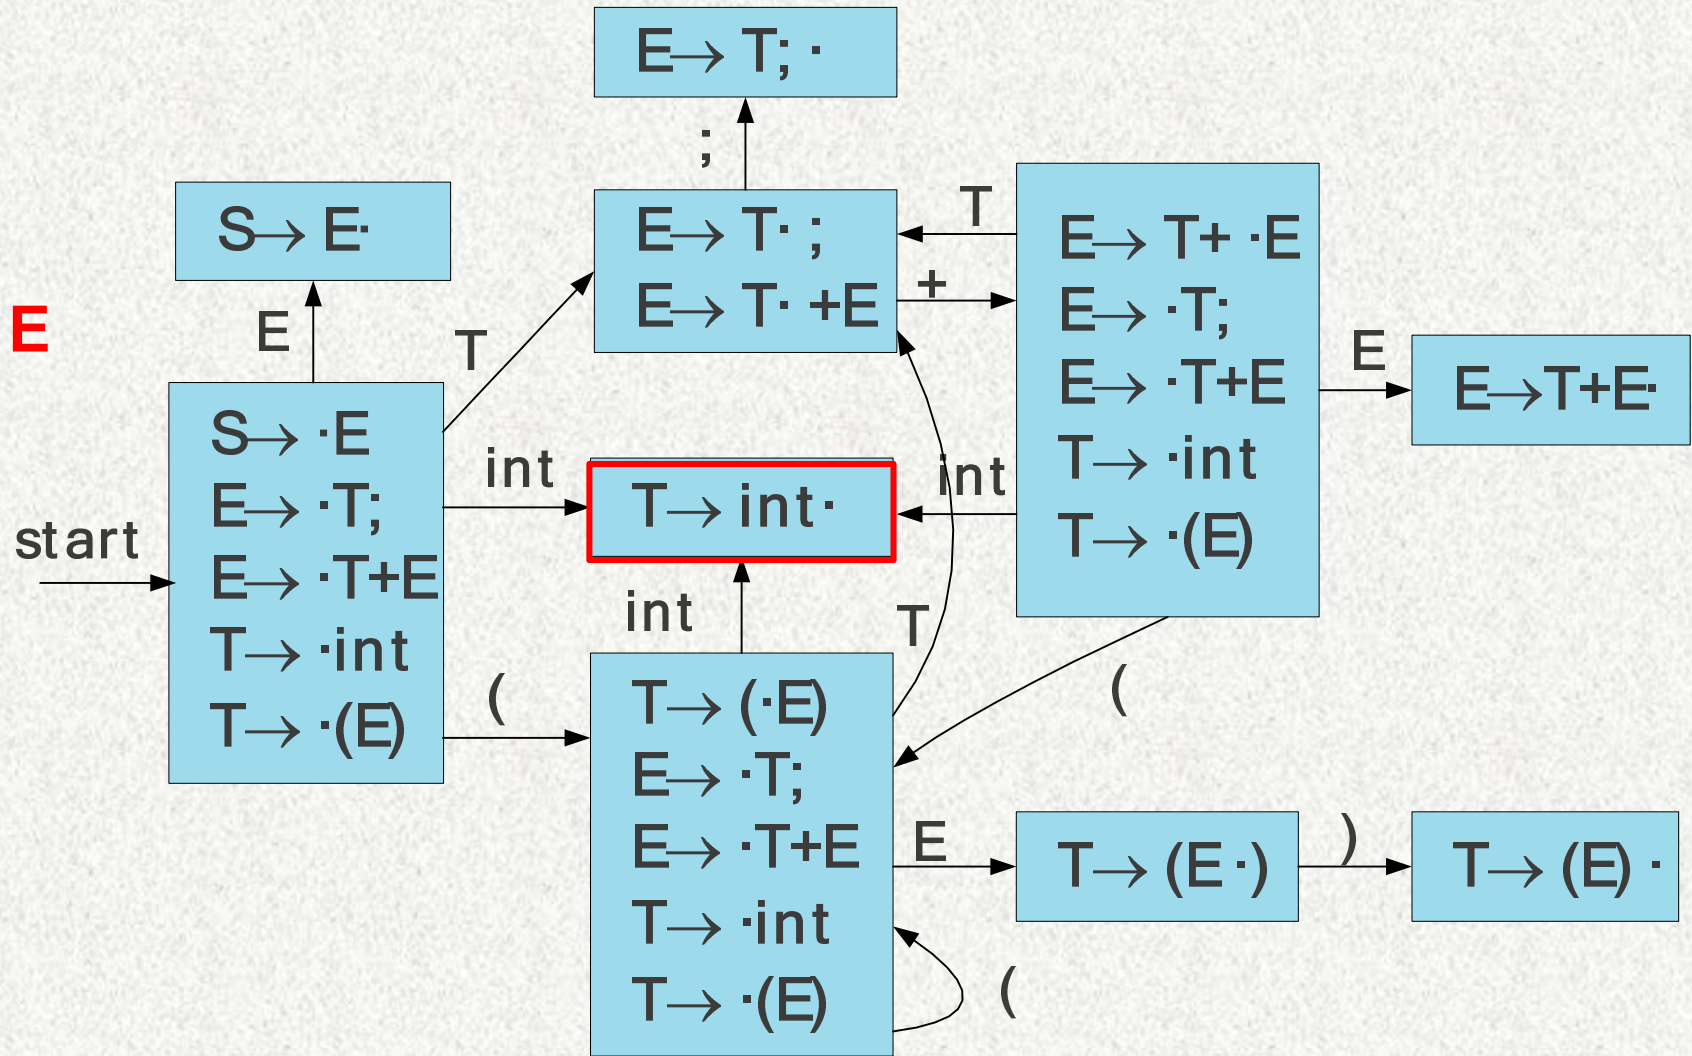 E→ T; ·
;
S→ E·
E→ T· ;
E→ T· +E
T
+
E→ T+ ·E
E→ ·T;
E→ ·T+E
T→ ·int
T→ ·(E)
E
E→T+E·
E
E
T
start
S→ ·E
E→ ·T;
E→ ·T+E
T→ ·int
T→ ·(E)
int
T→ int·
int
int
T
(
(
T→ (·E)
E→ ·T;
E→ ·T+E
T→ ·int
T→ ·(E)
E
T→ (E ·)
)
T→ (E) ·
(